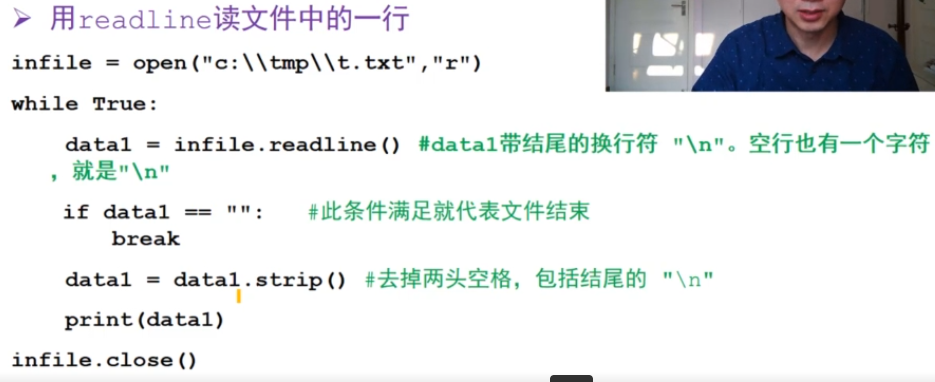 ➢ 用readline读文件中的一行
infile = open("c:\\tmp\\t.txt","r")
while True:
data1 = infile.readline() #data1带结尾的换行符 "\n"。空行也有一个字符
，就是"\n"
if data1 == "": #此条件满足就代表文件结束
break
data1 = data1.strip() #去掉两头空格，包括结尾的 "\n"
print(data1)
infile.close()